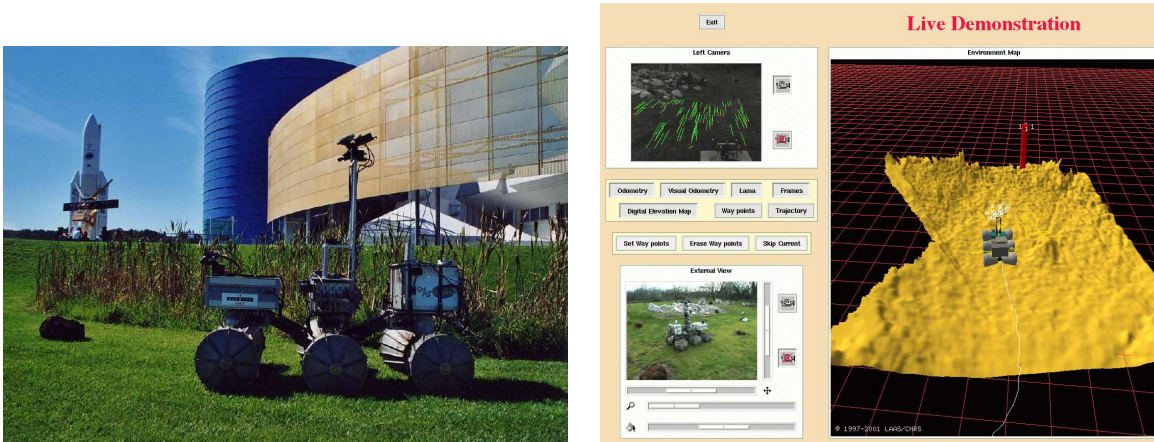 Exit
Live Demonstration
Left Camera
Environment Map
Odometry
Visual Odometry
Lama
Frames
Digital Elevation Map
Way points
Trajectory
Set Way points
Erase Way points
Skip Current
External View
© 1997-2001 LAAS/CNRS